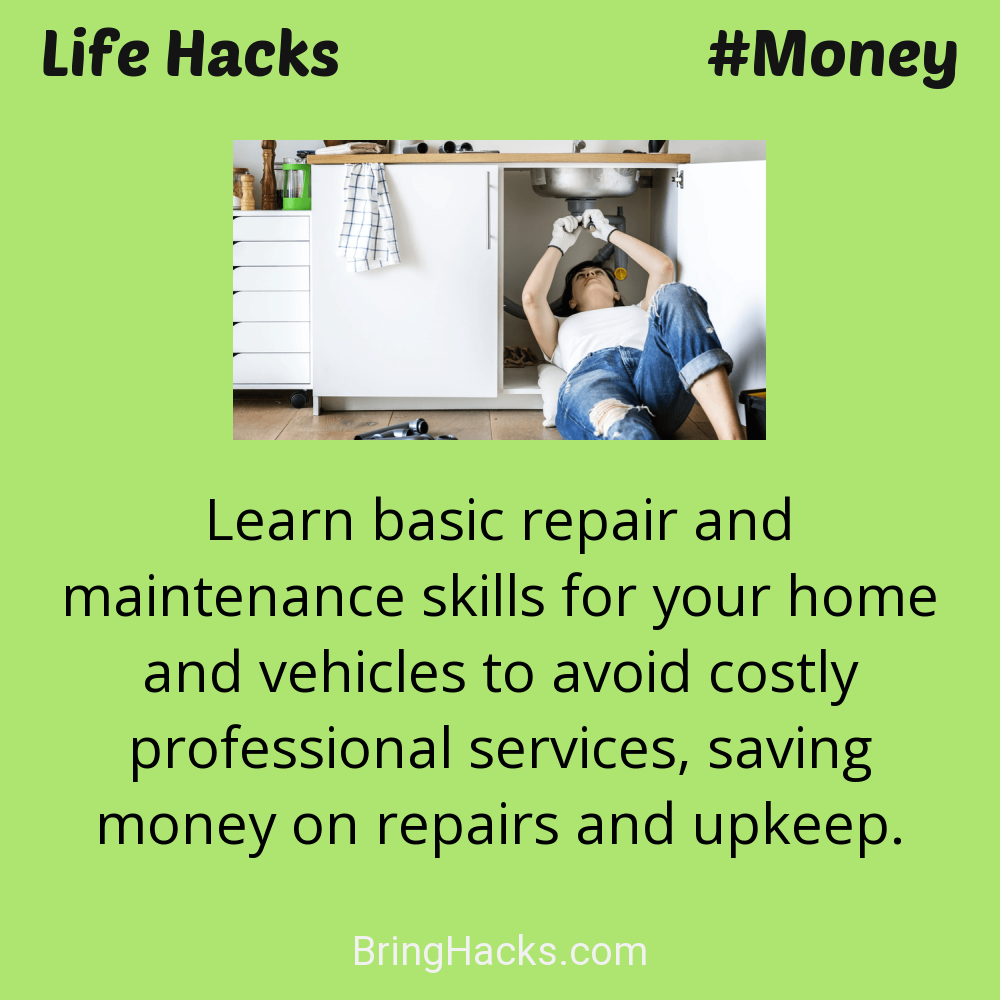 Life Hacks #Money
Learn basic repair and
maintenance skills for your home
and vehicles to avoid costly
professional services, saving
money on repairs and upkeep.
BringHacks.com